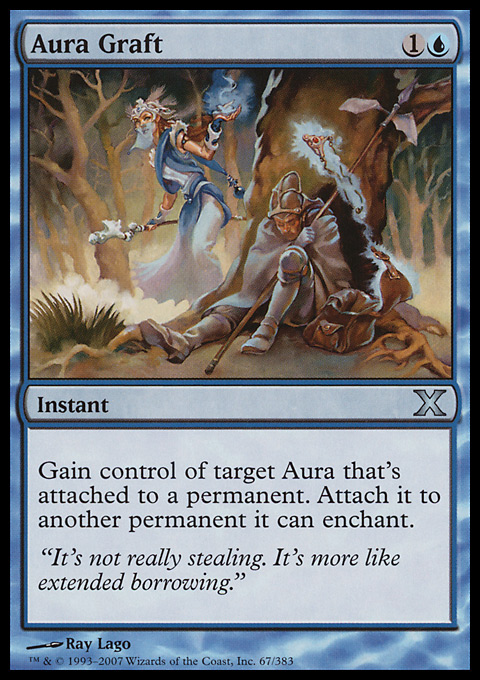 Aura Graft 1
Instant X
Gain control of target Aura that's
attached to a permanent. Attach it to
another permanent it can enchant.
“It's not really stealing. It's more like
extended borrowing.”
Ray Lago
™ & © 1993–2007 Wizards of the Coast, Inc. 67/383